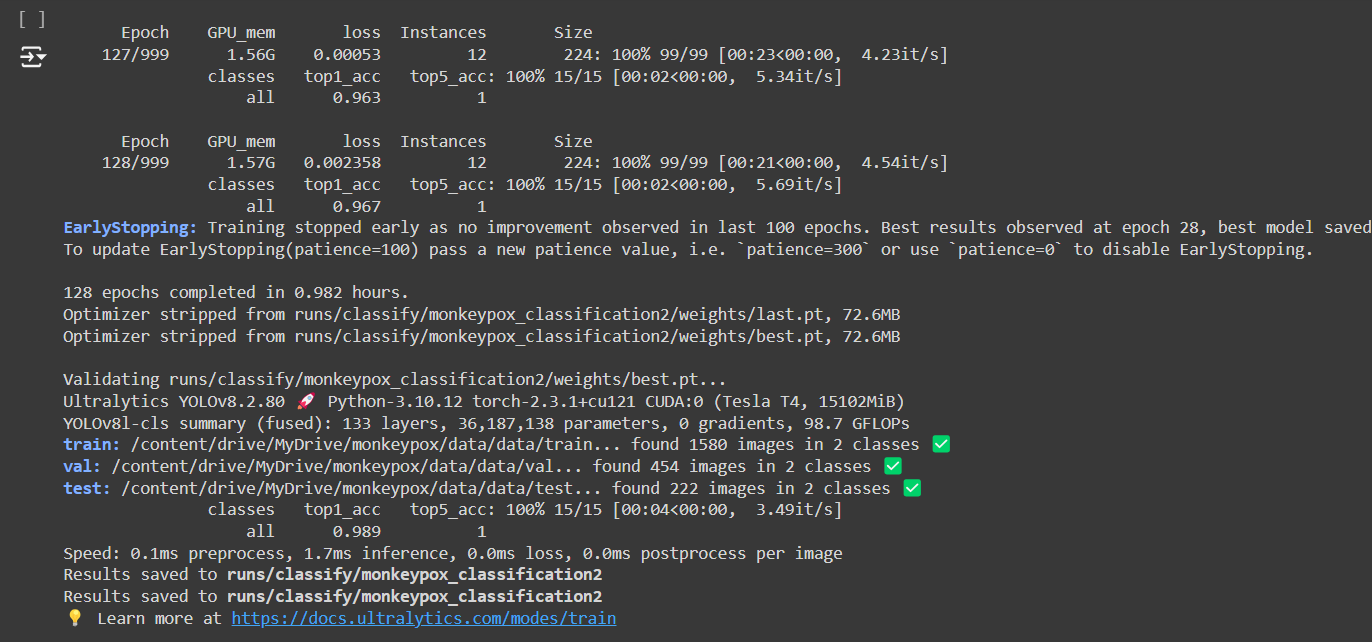 [ ]
Epoch GPU_mem loss Instances Size
127/999 1.56G 0.00053 12 224: 100% 99/99 [00:23<00:00, 4.23it/s]
classes top1_acc top5_acc: 100% 15/15 [00:02<00:00, 5.34it/s]
all 0.963 1
Epoch GPU_mem loss Instances Size
128/999 1.57G 0.002358 12 224: 100% 99/99 [00:21<00:00, 4.54it/s]
classes top1_acc top5_acc: 100% 15/15 [00:02<00:00, 5.69it/s]
all 0.967 1
EarlyStopping: Training stopped early as no improvement observed in last 100 epochs. Best results observed at epoch 28, best model saved
To update EarlyStopping(patience=100) pass a new patience value, i.e. `patience=300` or use `patience=0` to disable EarlyStopping.
128 epochs completed in 0.982 hours.
Optimizer stripped from runs/classify/monkeypox_classification2/weights/last.pt, 72.6MB
Optimizer stripped from runs/classify/monkeypox_classification2/weights/best.pt, 72.6MB
Validating runs/classify/monkeypox_classification2/weights/best.pt...
Ultralytics YOLOv8.2.80 🚀 Python-3.10.12 torch-2.3.1+cu121 CUDA:0 (Tesla T4, 15102MiB)
YOLOv8l-cls summary (fused): 133 layers, 36,187,138 parameters, 0 gradients, 98.7 GFLOPs
train: /content/drive/MyDrive/monkeypox/data/data/train... found 1580 images in 2 classes ✅
val: /content/drive/MyDrive/monkeypox/data/data/val... found 454 images in 2 classes ✅
test: /content/drive/MyDrive/monkeypox/data/data/test... found 222 images in 2 classes ✅
classes top1_acc top5_acc: 100% 15/15 [00:04<00:00, 3.49it/s]
all 0.989 1
Speed: 0.1ms preprocess, 1.7ms inference, 0.0ms loss, 0.0ms postprocess per image
Results saved to runs/classify/monkeypox_classification2
Results saved to runs/classify/monkeypox_classification2
💡 Learn more at https://docs.ultralytics.com/modes/train